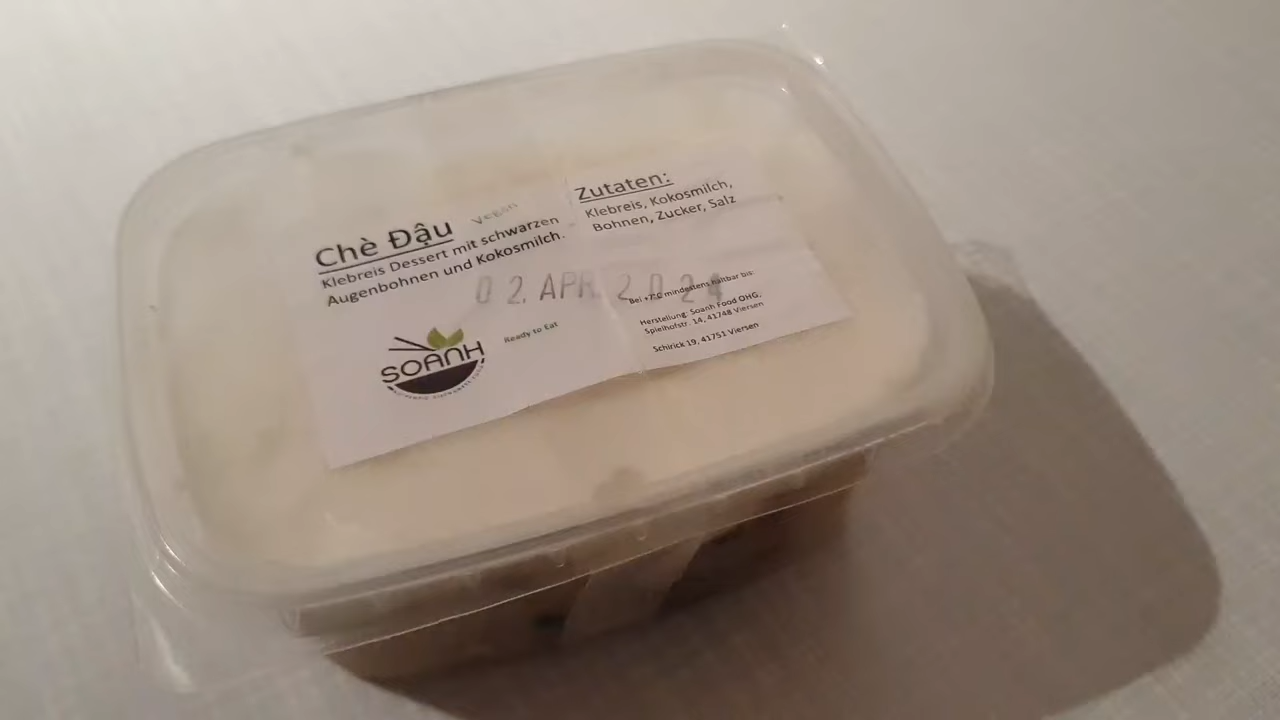 Chè Đậu Vegan
Klebreis Dessert mit schwarzen
Augenbohnen und Kokosmilch.
Zutaten:
Klebreis, Kokosmilch,
Bohnen, Zucker, Salz
02. APR. 2024
Bei +7°C mindestens haltbar bis:
Herstellung: Soanh Food OHG,
Spielhofstr. 14, 41748 Viersen
Schirick 19, 41751 Viersen
Ready to Eat
SOANH